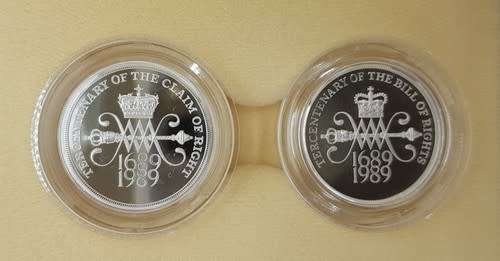 TERCENTENARY OF THE CLAIM OF RIGHT
1689
1989
TERCENTENARY OF THE BILL OF RIGHTS
1689
1989